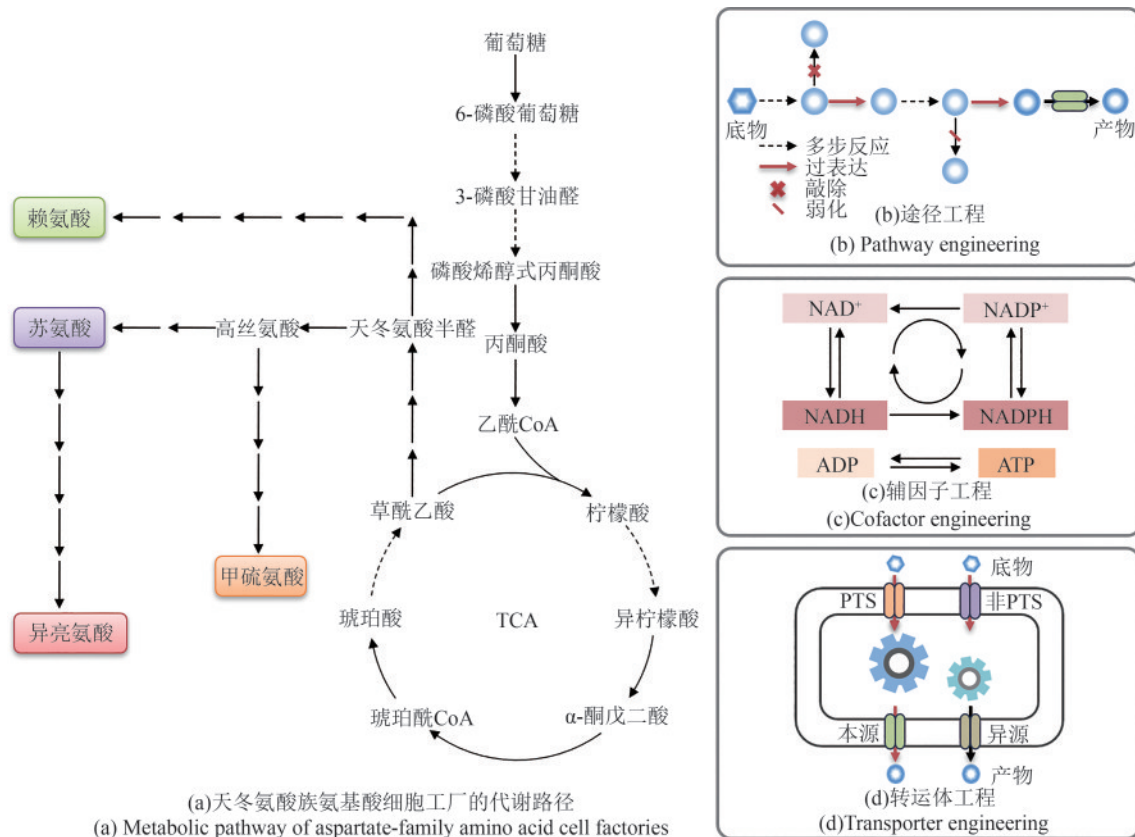 葡萄糖
6-磷酸葡萄糖
3-磷酸甘油醛
磷酸烯醇式丙酮酸
丙酮酸
乙酰CoA
赖氨酸
苏氨酸
高丝氨酸
天冬氨酸半醛
甲硫氨酸
异亮氨酸
草酰乙酸
柠檬酸
琥珀酸
TCA
异柠檬酸
琥珀酰CoA
α-酮戊二酸
(a)天冬氨酸族氨基酸细胞工厂的代谢路径
(a) Metabolic pathway of aspartate-family amino acid cell factories
底物
产物
多步反应
过表达
敲除
弱化
(b)途径工程
(b) Pathway engineering
NAD⁺
NADP⁺
NADH
NADPH
ADP
ATP
(c)辅因子工程
(c)Cofactor engineering
底物
PTS
非PTS
本源
异源
产物
(d)转运体工程
(d)Transporter engineering